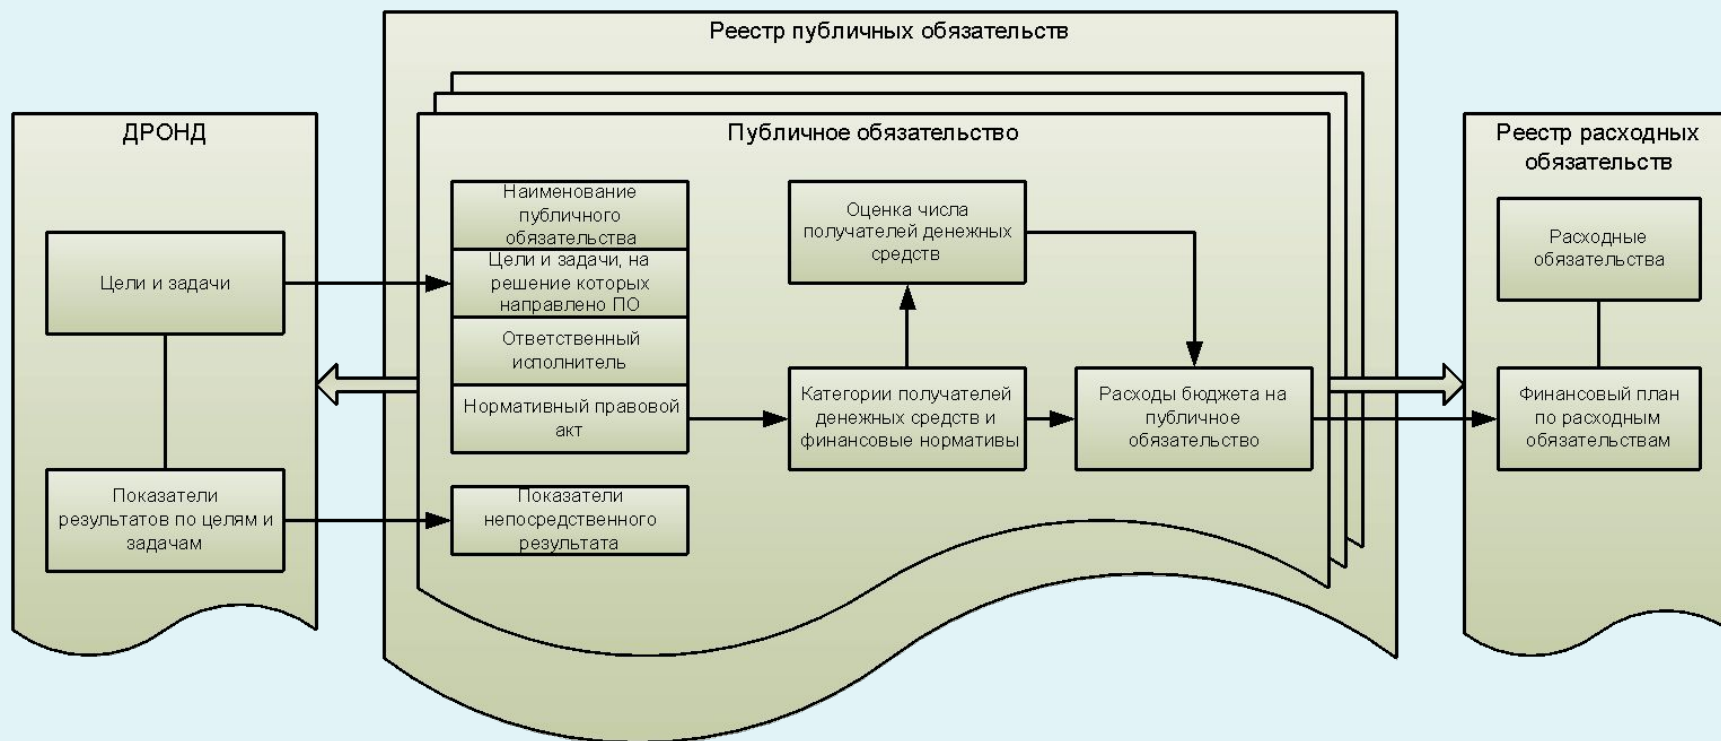 Реестр публичных обязательств
ДРОНД
Цели и задачи
Показатели
результатов по целям и
задачам
Публичное обязательство
Наименование
публичного
обязательства
Цели и задачи, на
решение которых
направлено ПО
Ответственный
исполнитель
Нормативный правовой
акт
Показатели
непосредственного
результата
Оценка числа
получателей денежных
средств
Категории получателей
денежных средств и
финансовые нормативы
Расходы бюджета на
публичное
обязательство
Реестр расходных
обязательств
Расходные
обязательства
Финансовый план
по расходным
обязательствам